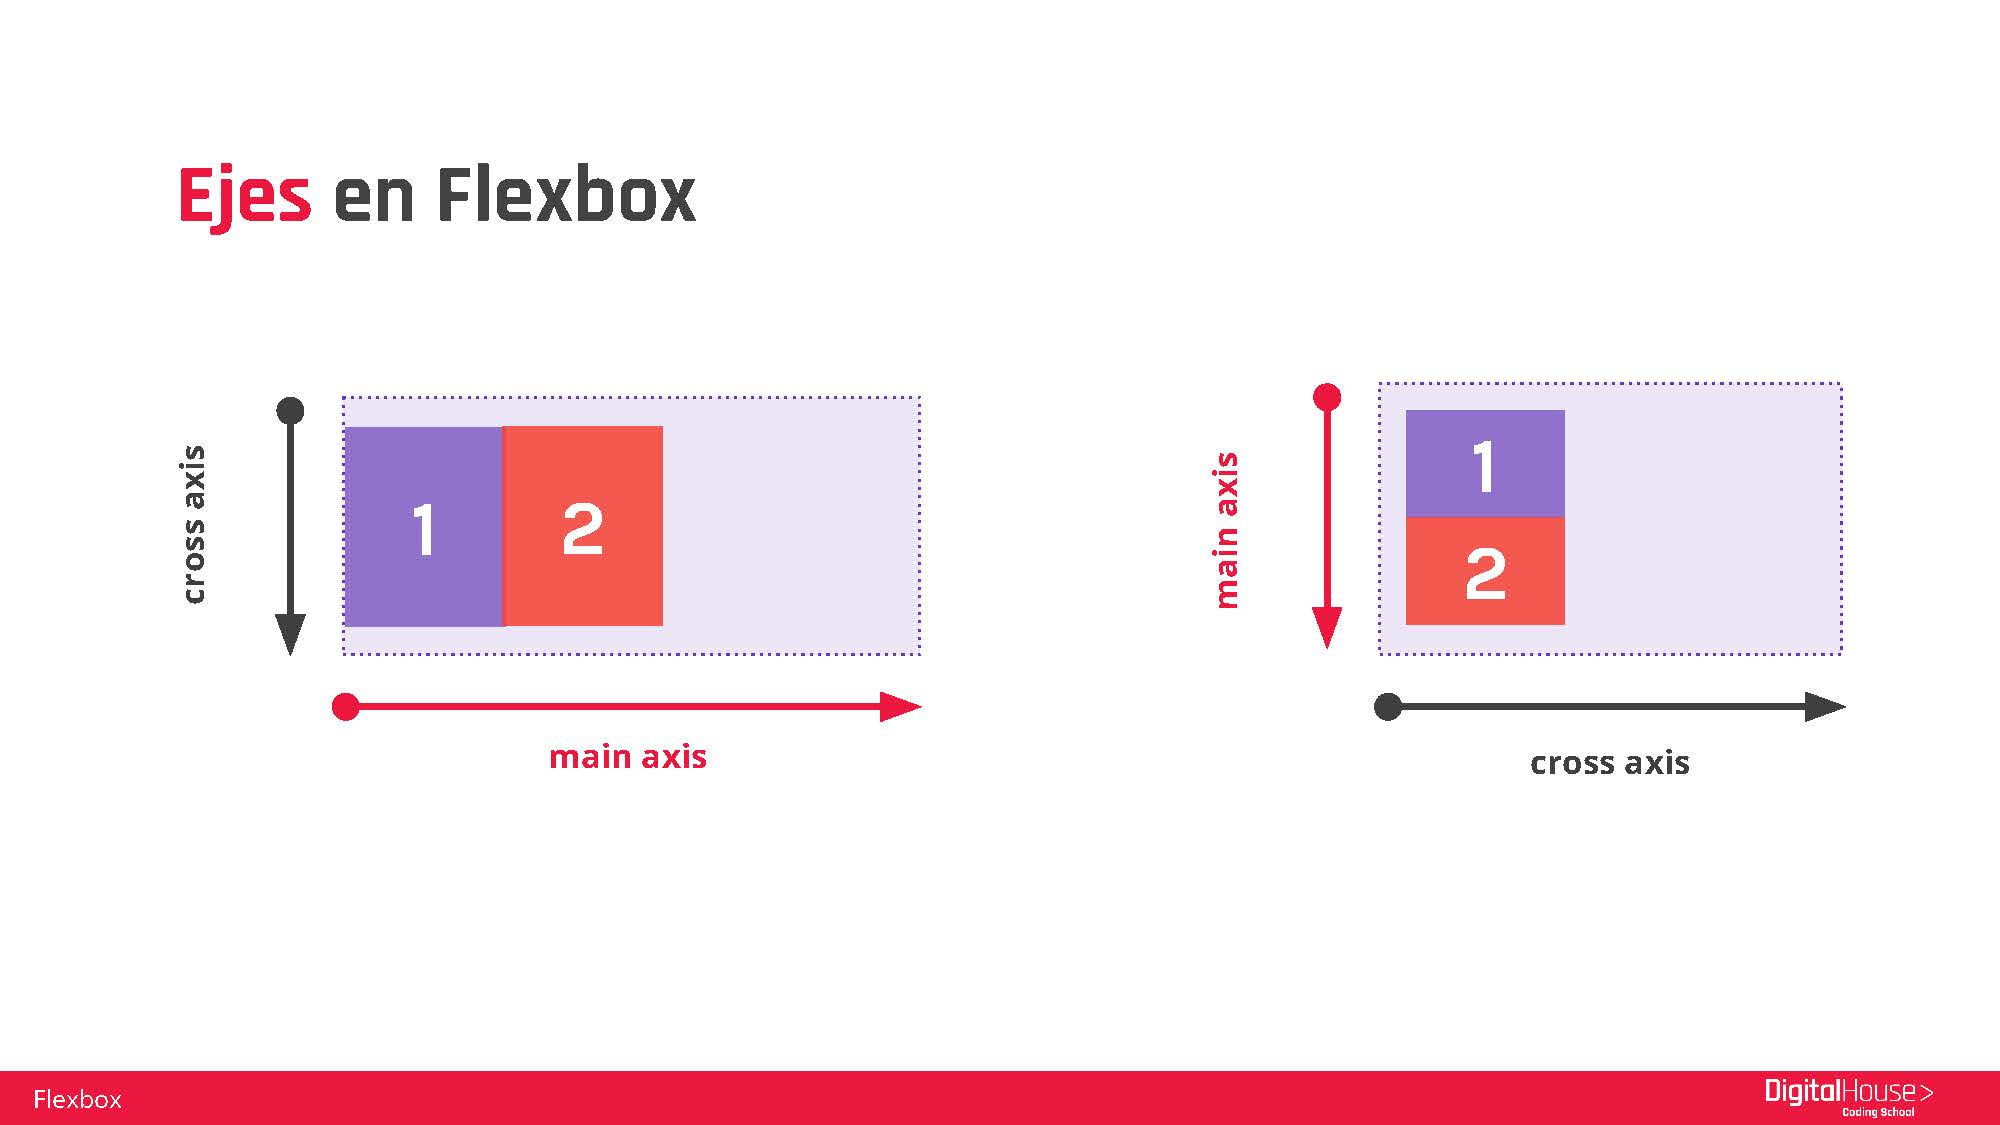 Ejes en Flexbox
cross axis
1
2
main axis
main axis
1
2
cross axis
Flexbox
DigitalHouse>
Coding School